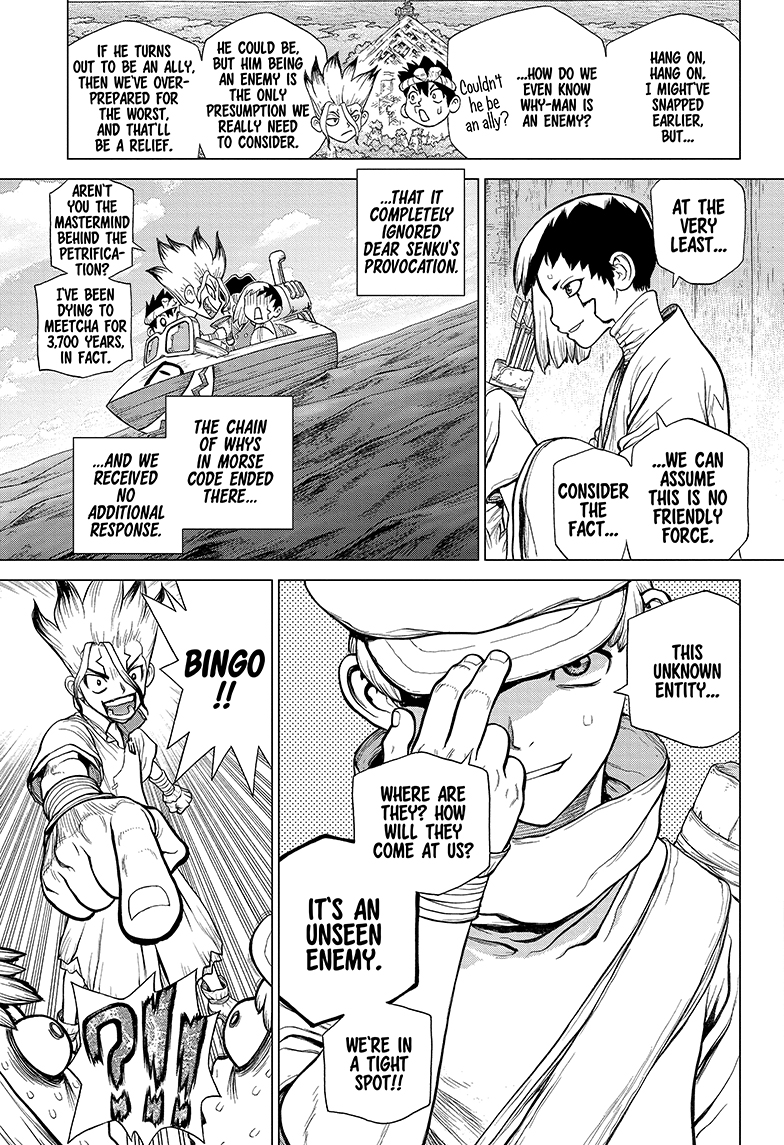 HANG ON,
HANG ON.
I MIGHT'VE
SNAPPED
EARLIER,
BUT...
...HOW DO WE
EVEN KNOW
WHY-MAN IS
AN ENEMY?
Couldn't
he be
an ally?
HE COULD BE,
BUT HIM BEING
AN ENEMY IS
THE ONLY
PRESUMPTION WE
REALLY NEED
TO CONSIDER.
IF HE TURNS
OUT TO BE AN ALLY,
THEN WE'VE OVER-
PREPARED FOR
THE WORST,
AND THAT'LL
BE A RELIEF.
AT THE
VERY
LEAST...
...WE CAN
ASSUME
THIS IS NO
FRIENDLY
FORCE.
CONSIDER
THE
FACT...
...THAT IT
COMPLETELY
IGNORED
DEAR SENKU'S
PROVOCATION.
AREN'T
YOU THE
MASTERMIND
BEHIND THE
PETRIFICA-
TION?
I'VE BEEN
DYING TO
MEETCHA FOR
3,700 YEARS,
IN FACT.
THE CHAIN
OF WHYS
IN MORSE
CODE ENDED
THERE...
...AND WE
RECEIVED
NO
ADDITIONAL
RESPONSE.
THIS
UNKNOWN
ENTITY...
WHERE ARE
THEY? HOW
WILL THEY
COME AT US?
IT'S AN
UNSEEN
ENEMY.
WE'RE IN
A TIGHT
SPOT!!
BINGO
!!
?!!